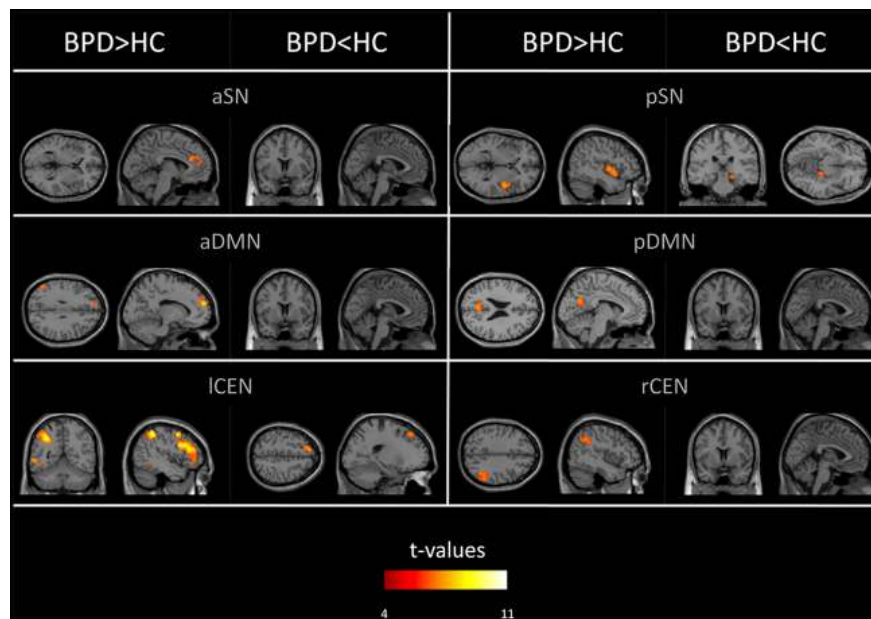 BPD>HC BPD<HC BPD>HC BPD<HC
aSN pSN
aDMN pDMN
lCEN rCEN
t-values
4 11